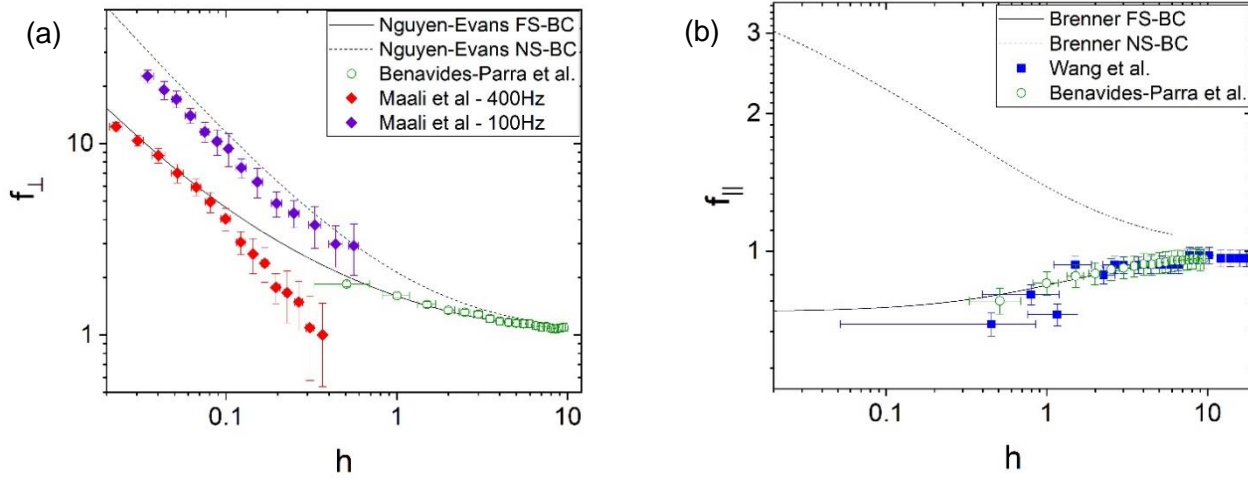 (a)
Nguyen-Evans FS-BC
Nguyen-Evans NS-BC
Benavides-Parra et al.
Maali et al - 400Hz
Maali et al - 100Hz
10
1
f⊥
0.1
1
10
h
(b)
Brenner FS-BC
Brenner NS-BC
Wang et al.
Benavides-Parra et al.
3
2
1
f||
0.1
1
10
h